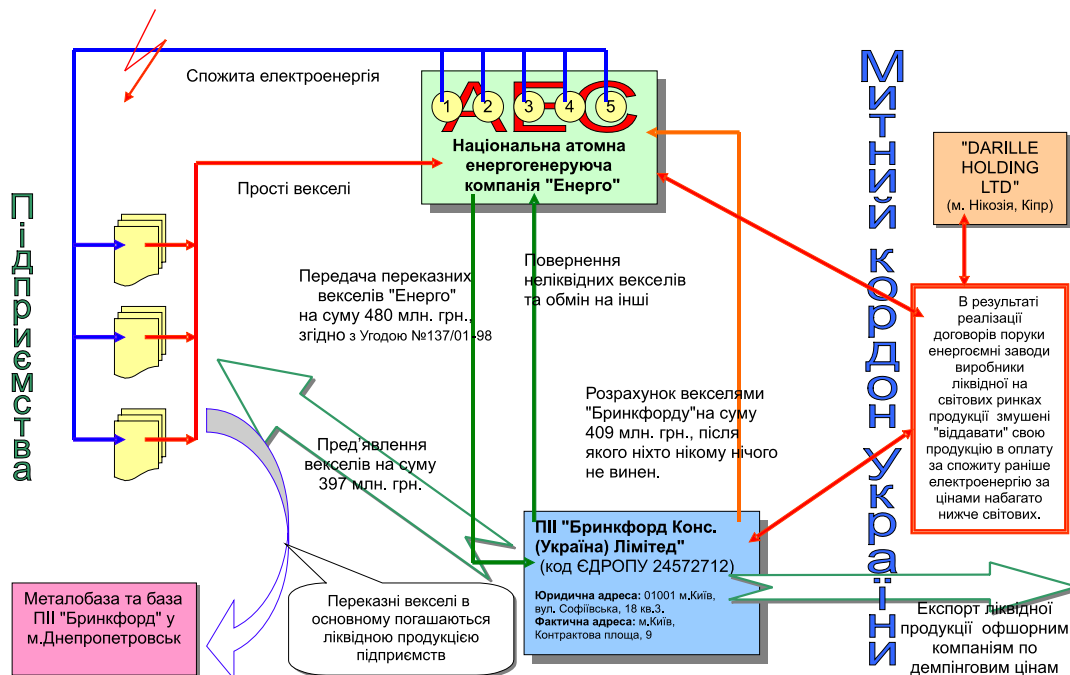 Спожита електроенергія
АЕС
1 2 3 4 5
Національна атомна
енергогенеруюча
компанія "Енерго"
Прості векселі
Підприємства
Митний кордон України
"DARILLE
HOLDING
LTD"
(м. Нікозія, Кіпр)
Передача переказних
векселів "Енерго"
на суму 480 млн. грн.,
згідно з Угодою №137/01-98
Повернення
неліквідних векселів
та обмін на інші
В результаті
реалізації
договорів поруки
енергоємні заводи
виробники
ліквідної на
світових ринках
продукції змушені
"віддавати" свою
продукцію в оплату
за спожиту раніше
електроенергію за
цінами набагато
нижче світових.
Розрахунок векселями
"Бринкфорду"на суму
409 млн. грн., після
якого ніхто нікому нічого
не винен.
Пред'явлення
векселів на суму
397 млн. грн.
ПІІ "Бринкфорд Конс.
(Україна) Лімітед"
(код ЄДРОПУ 24572712)
Юридична адреса: 01001 м.Київ,
вул. Софіївська, 18 кв.3.
Фактична адреса: м.Київ,
Контрактова площа, 9
Металобаза та база
ПІІ "Бринкфорд" у
м.Днепропетровськ
Переказні векселі в
основному погашаються
ліквідною продукцією
підприємств
Експорт ліквідної
продукції офшорним
компаніям по
демпінговим цінам